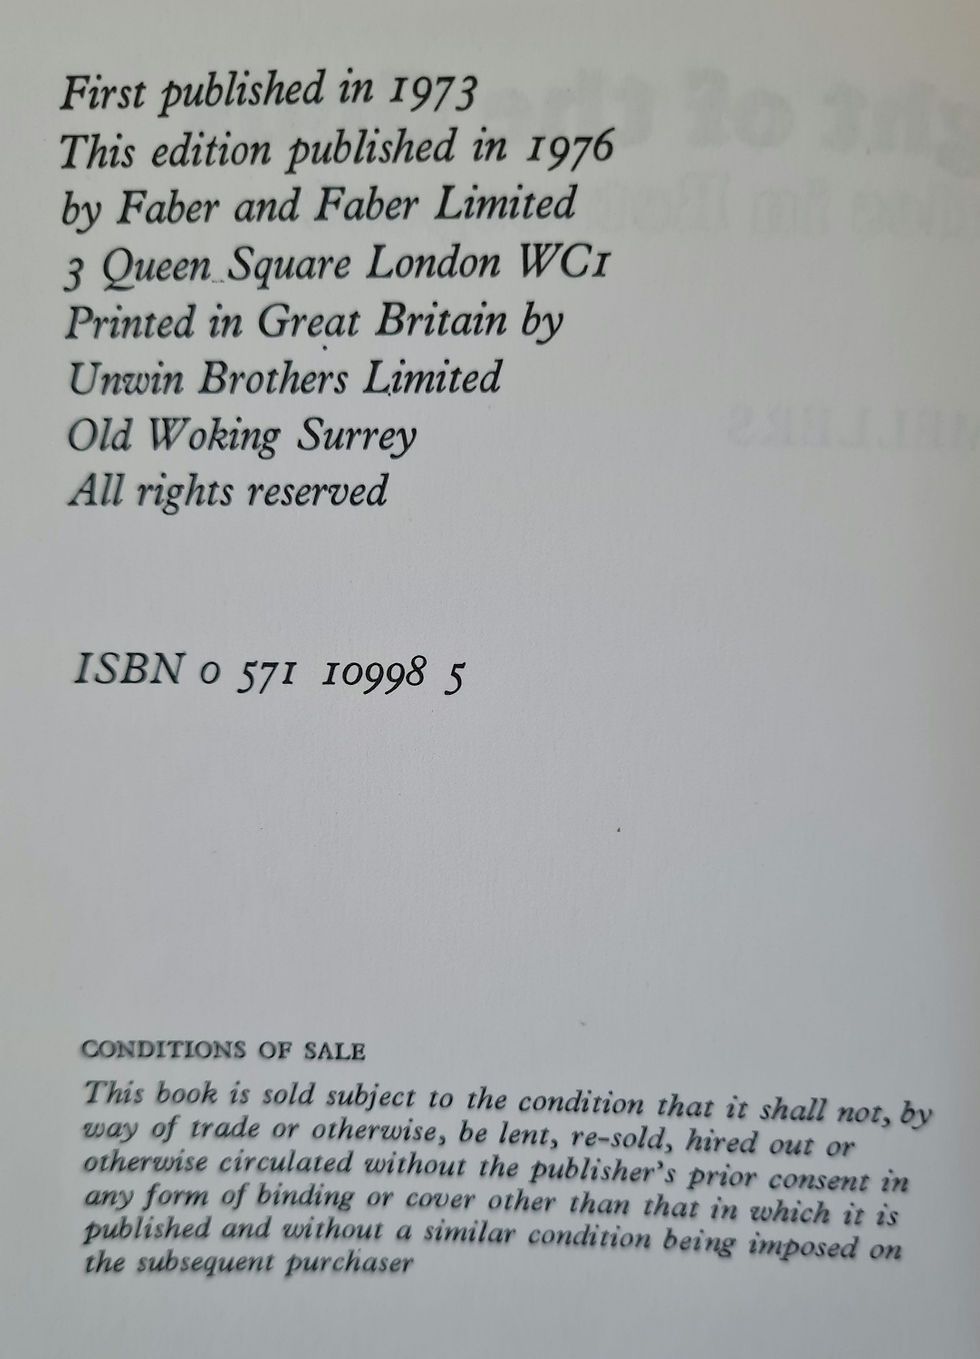 First published in 1973
This edition published in 1976
by Faber and Faber Limited
3 Queen Square London WC1
Printed in Great Britain by
Unwin Brothers Limited
Old Woking Surrey
All rights reserved
ISBN 0 571 10998 5
CONDITIONS OF SALE
This book is sold subject to the condition that it shall not, by
way of trade or otherwise, be lent, re-sold, hired out or
otherwise circulated without the publisher's prior consent in
any form of binding or cover other than that in which it is
published and without a similar condition being imposed on
the subsequent purchaser